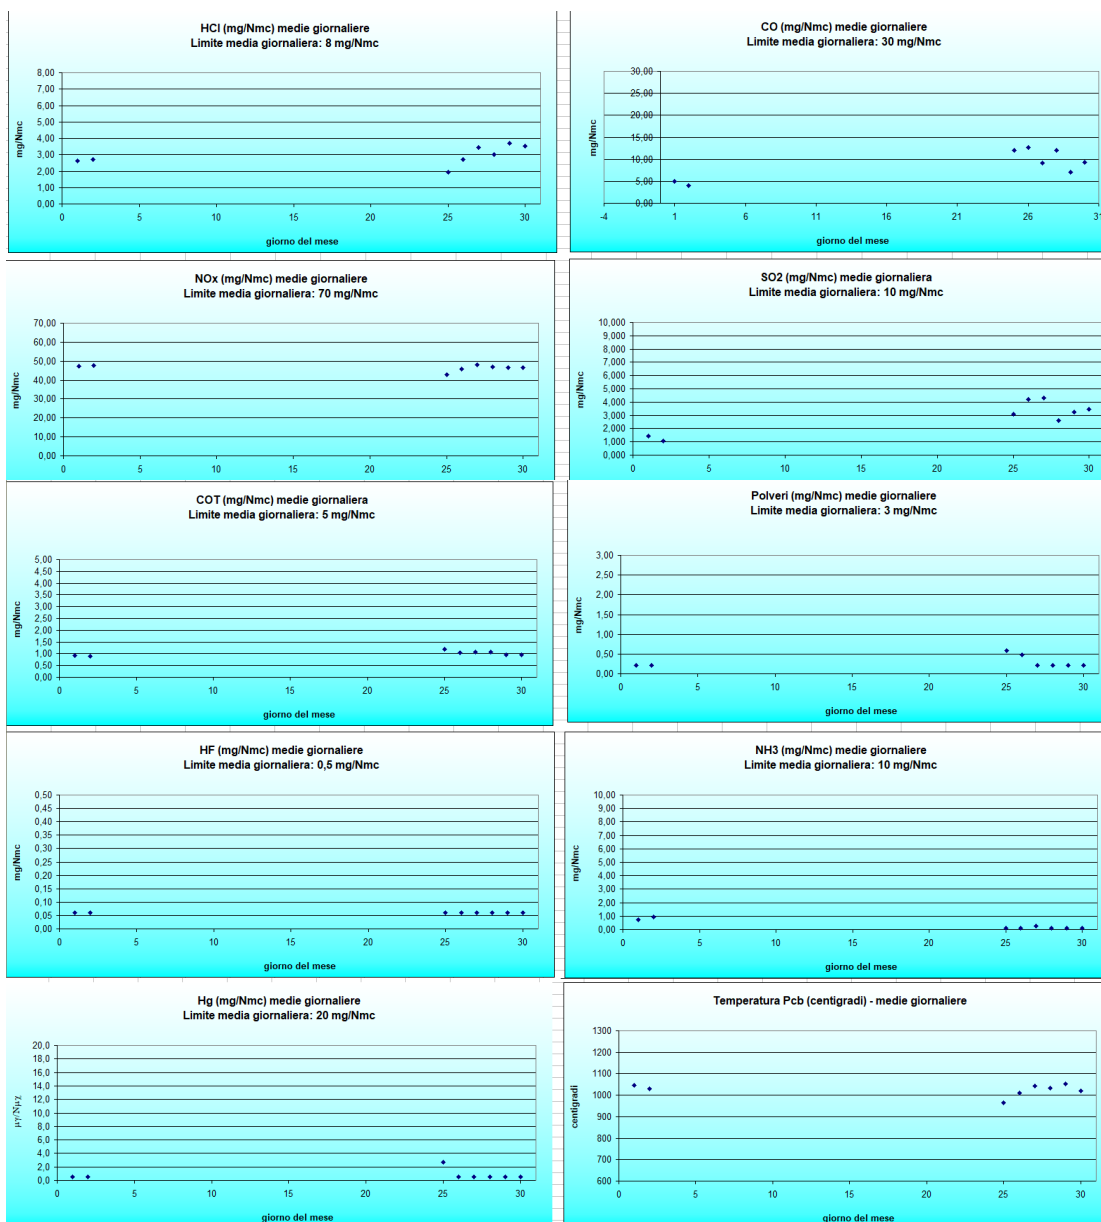 HCl (mg/Nmc) medie giornaliere
Limite media giornaliera: 8 mg/Nmc
8,00
7,00
6,00
5,00
4,00
3,00
2,00
1,00
0,00
mg/Nmc
0 5 10 15 20 25 30
giorno del mese
CO (mg/Nmc) medie giornaliere
Limite media giornaliera: 30 mg/Nmc
30,00
25,00
20,00
15,00
10,00
5,00
0,00
mg/Nmc
-4 1 6 11 16 21 26 31
giorno del mese
NOx (mg/Nmc) medie giornaliere
Limite media giornaliera: 70 mg/Nmc
70,00
60,00
50,00
40,00
30,00
20,00
10,00
0,00
mg/Nmc
0 5 10 15 20 25 30
SO2 (mg/Nmc) medie giornaliera
Limite media giornaliera: 10 mg/Nmc
10,000
9,000
8,000
7,000
6,000
5,000
4,000
3,000
2,000
1,000
0,000
mg/Nmc
0 5 10 15 20 25 30
COT (mg/Nmc) medie giornaliera
Limite media giornaliera: 5 mg/Nmc
5,00
4,50
4,00
3,50
3,00
2,50
2,00
1,50
1,00
0,50
0,00
mg/Nmc
0 5 10 15 20 25 30
giorno del mese
Polveri (mg/Nmc) medie giornaliere
Limite media giornaliera: 3 mg/Nmc
3,00
2,50
2,00
1,50
1,00
0,50
0,00
mg/Nmc
0 5 10 15 20 25 30
giorno del mese
HF (mg/Nmc) medie giornaliere
Limite media giornaliera: 0,5 mg/Nmc
0,50
0,45
0,40
0,35
0,30
0,25
0,20
0,15
0,10
0,05
0,00
mg/Nmc
0 5 10 15 20 25 30
giorno del mese
NH3 (mg/Nmc) medie giornaliere
Limite media giornaliera: 10 mg/Nmc
10,00
9,00
8,00
7,00
6,00
5,00
4,00
3,00
2,00
1,00
0,00
mg/Nmc
0 5 10 15 20 25 30
giorno del mese
Hg (mg/Nmc) medie giornaliere
Limite media giornaliera: 20 mg/Nmc
20,0
18,0
16,0
14,0
12,0
10,0
8,0
6,0
4,0
2,0
0,0
μγ/Νμχ
0 5 10 15 20 25 30
giorno del mese
Temperatura Pcb (centigradi) - medie giornaliere
1300
1200
1100
1000
900
800
700
600
centigradi
0 5 10 15 20 25 30
giorno del mese